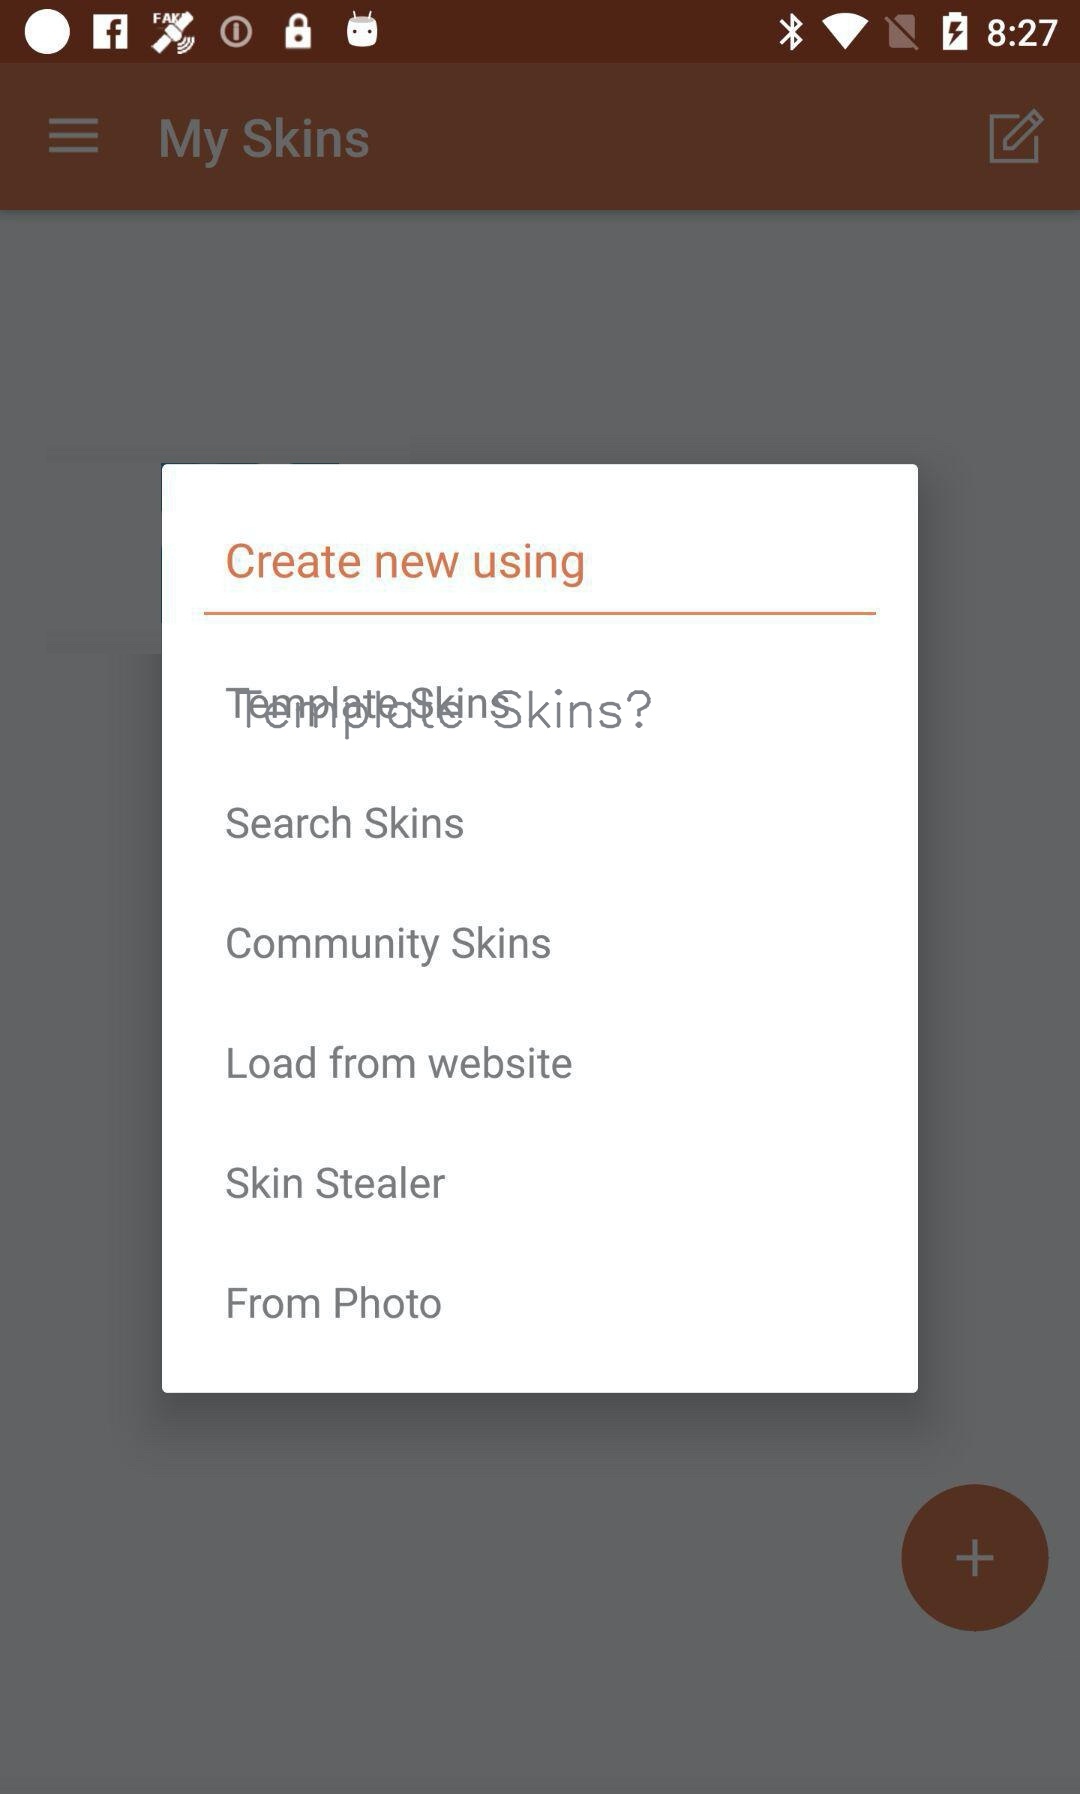 FAKE
8:27
My Skins
Create new using
Template Skins
Template Skins?
Search Skins
Community Skins
Load from website
Skin Stealer
From Photo